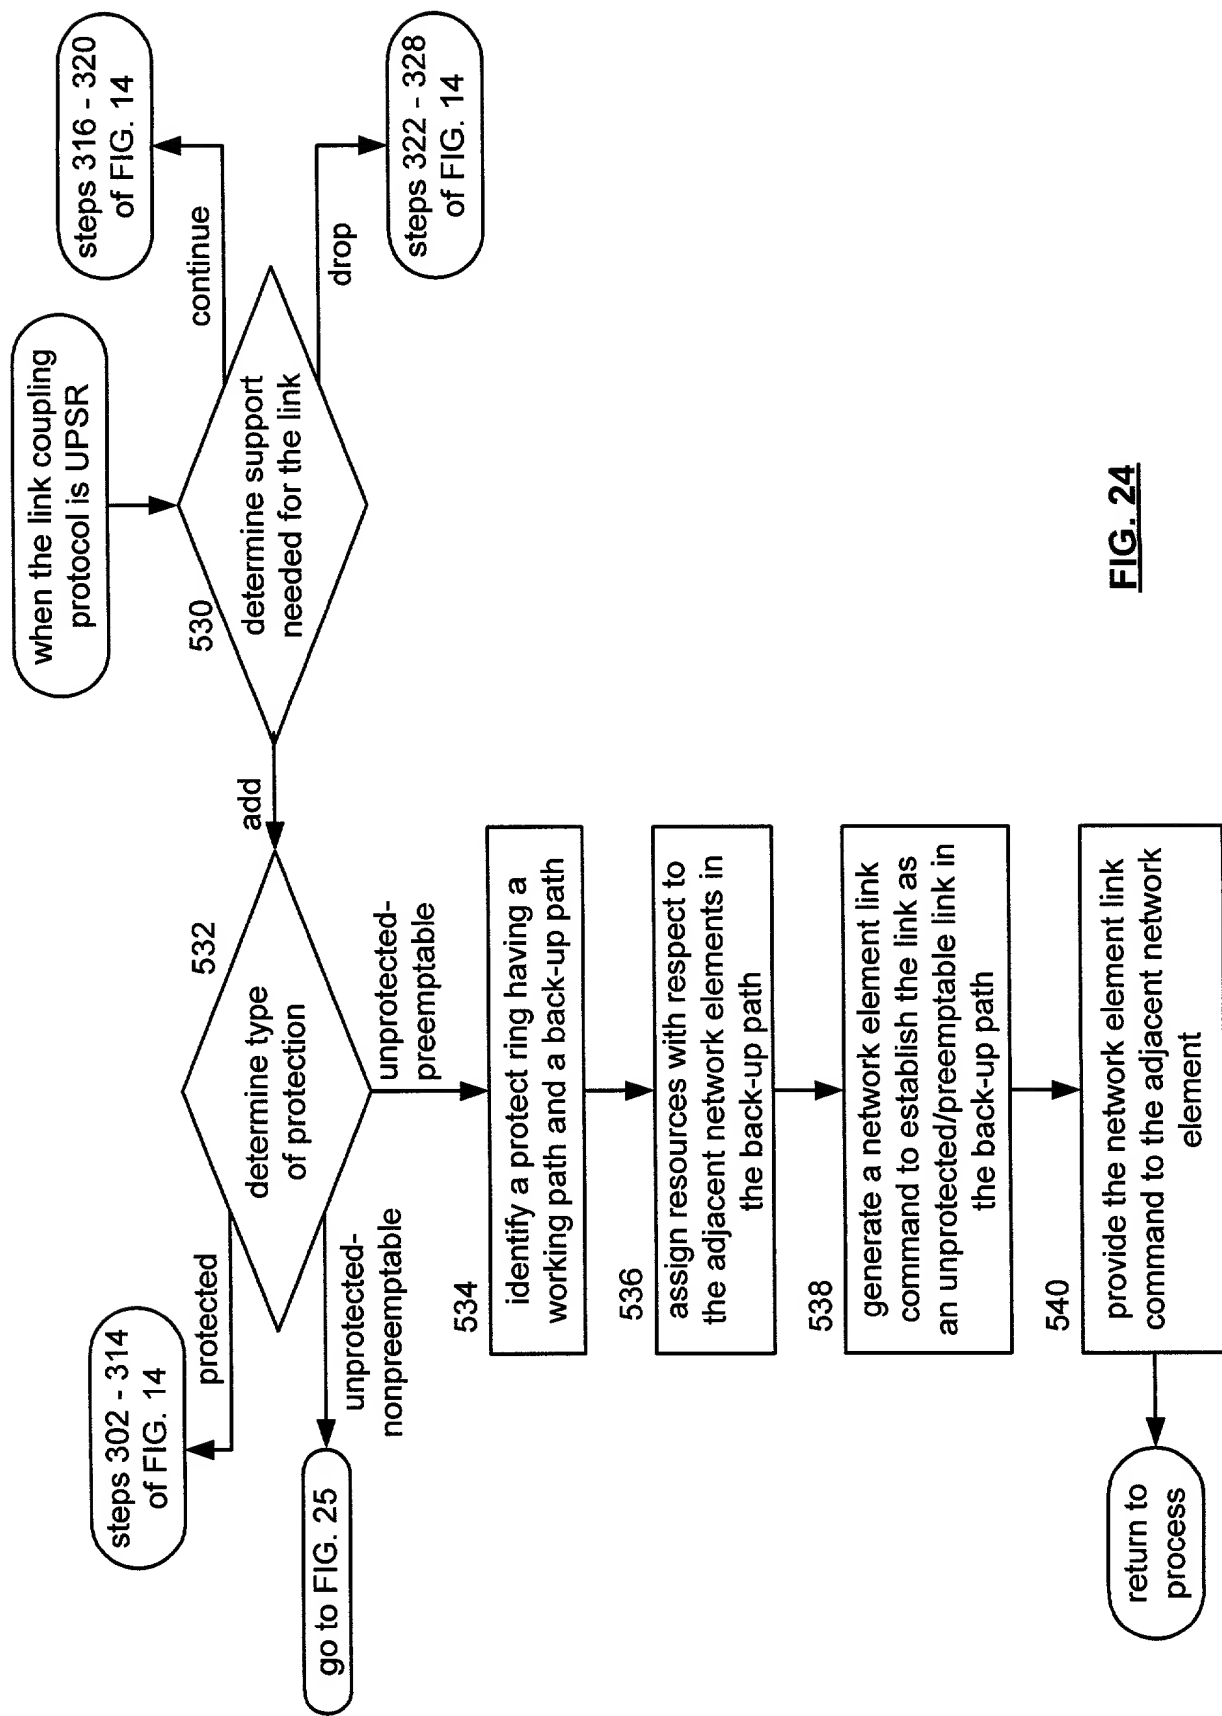 when the link coupling
protocol is UPSR
530
determine support
needed for the link
continue
steps 316 - 320
of FIG. 14
drop
steps 322 - 328
of FIG. 14
add
532
determine type
of protection
protected
steps 302 - 314
of FIG. 14
unprotected-
nonpreemptable
go to FIG. 25
unprotected-
preemptable
534
identify a protect ring having a
working path and a back-up path
536
assign resources with respect to
the adjacent network elements in
the back-up path
538
generate a network element link
command to establish the link as
an unprotected/preemptable link in
the back-up path
540
provide the network element link
command to the adjacent network
element
return to
process
FIG. 24